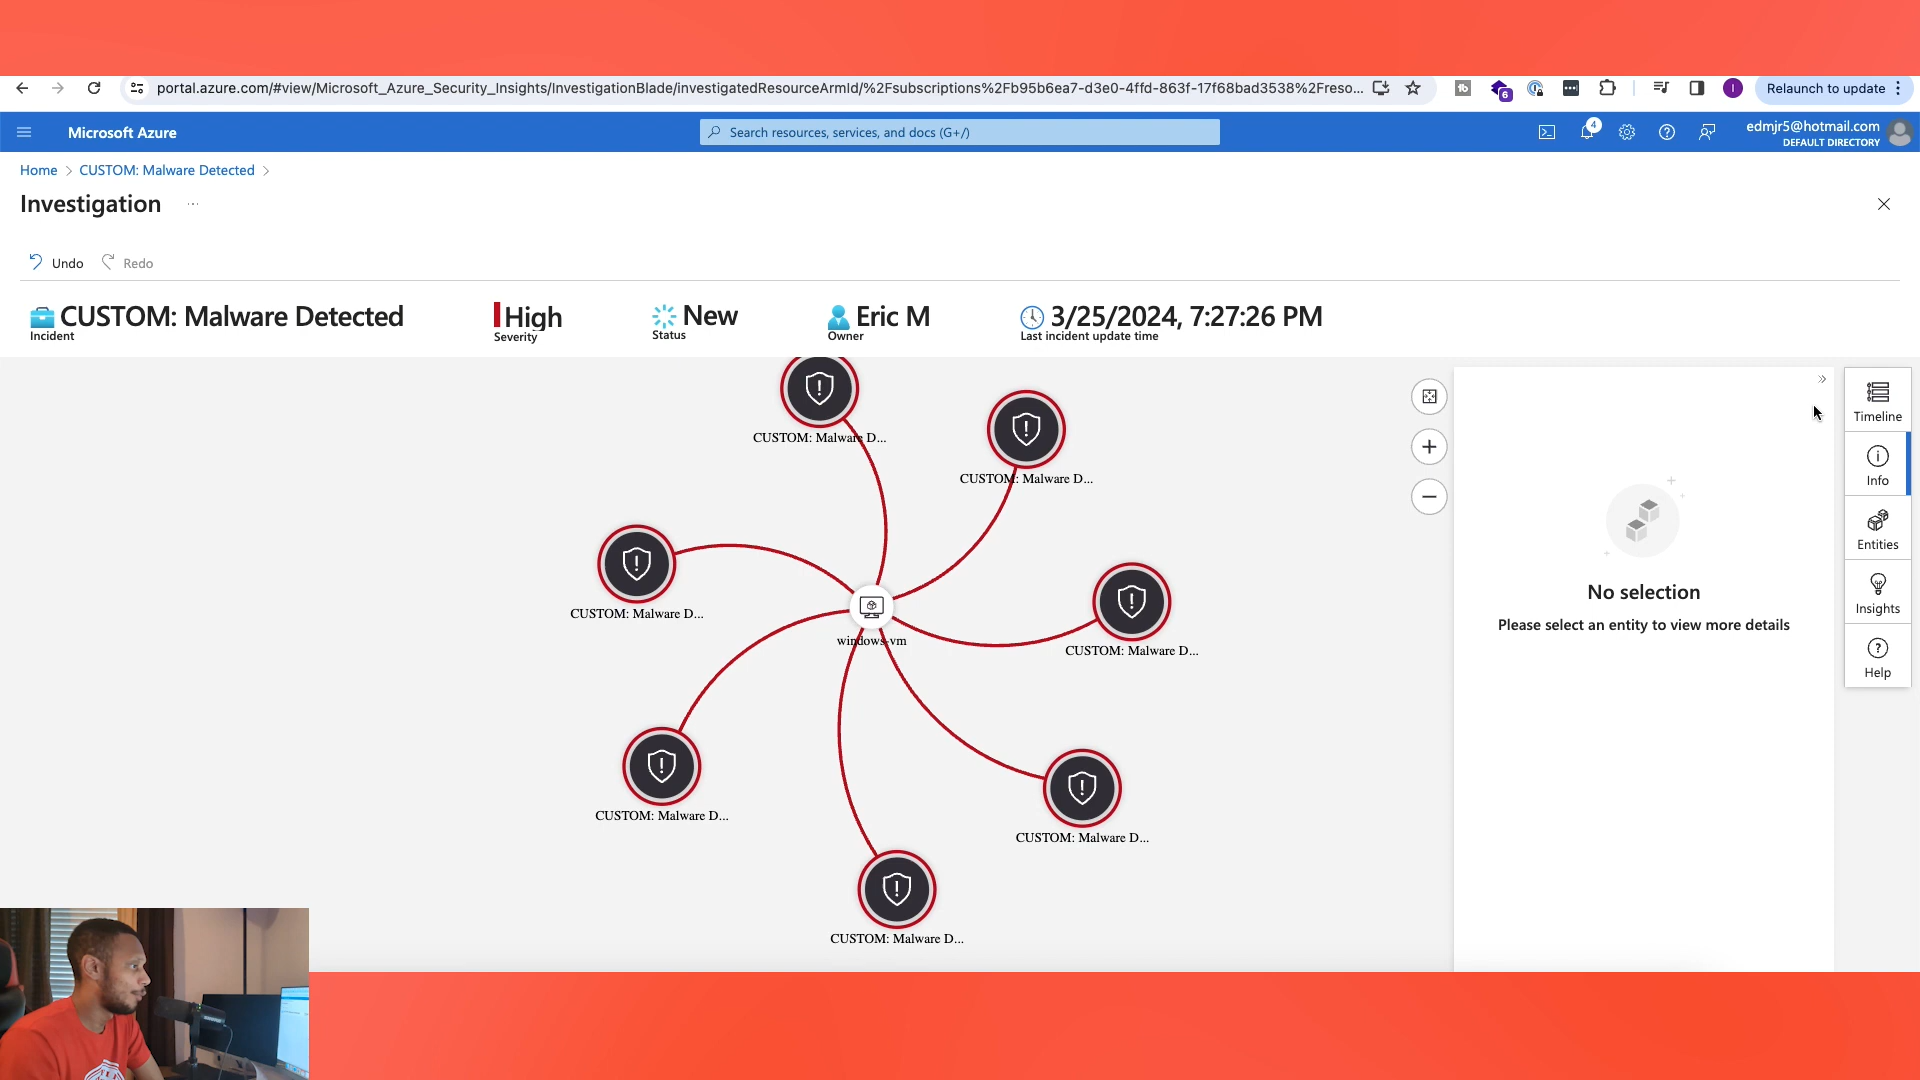 portal.azure.com/#view/Microsoft_Azure_Security_Insights/InvestigationBlade/investigatedResourceArmId/%2Fsubscriptions%2Fb95b6ea7-d3e0-4ffd-863f-17f68bad3538%2Freso...
6
I
Relaunch to update
Microsoft Azure
Search resources, services, and docs (G+/)
4
edmjr5@hotmail.com
DEFAULT DIRECTORY
Home > CUSTOM: Malware Detected >
Investigation ...
Undo Redo
CUSTOM: Malware Detected
Incident
High
Severity
New
Status
Eric M
Owner
3/25/2024, 7:27:26 PM
Last incident update time
CUSTOM: Malware D...
CUSTOM: Malware D...
CUSTOM: Malware D...
windows-vm
CUSTOM: Malware D...
CUSTOM: Malware D...
CUSTOM: Malware D...
CUSTOM: Malware D...
No selection
Please select an entity to view more details
Timeline
Info
Entities
Insights
Help